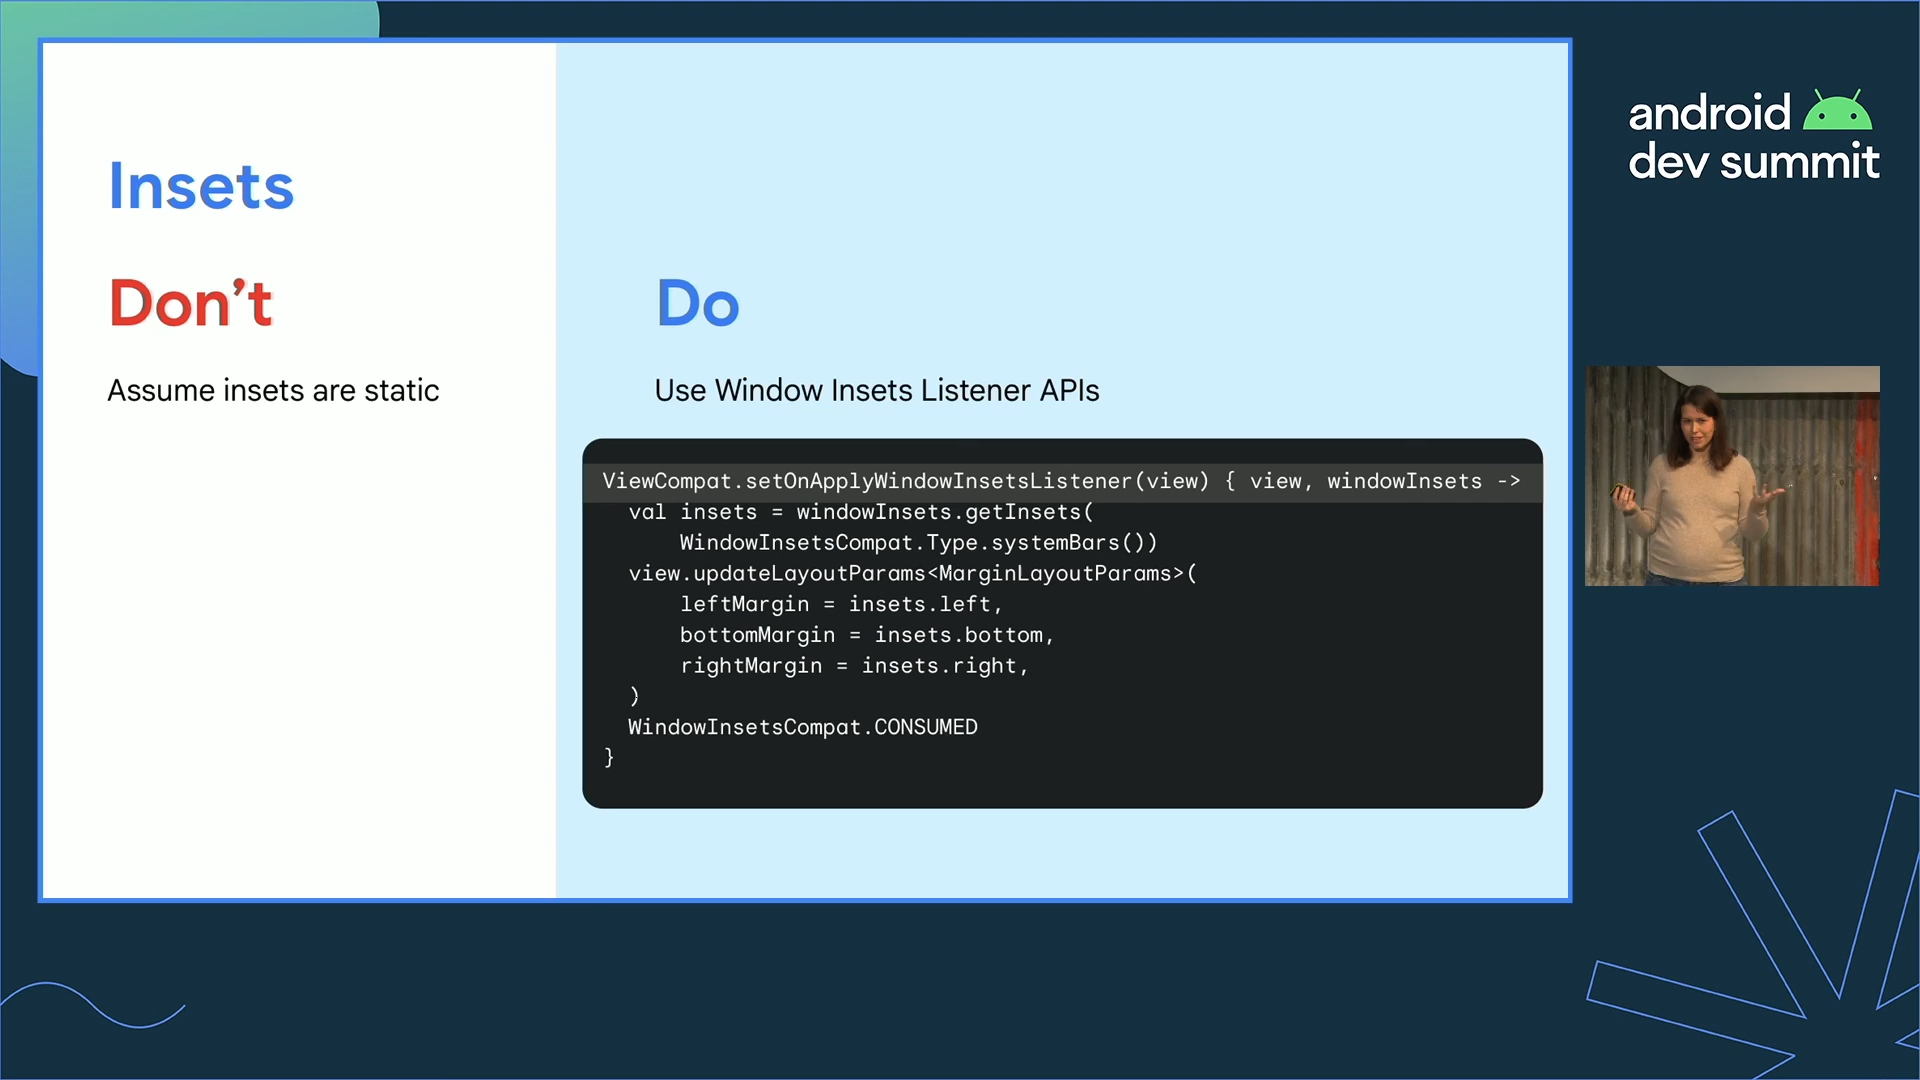 Insets
Don’t
Assume insets are static
Do
Use Window Insets Listener APIs
ViewCompat.setOnApplyWindowInsetsListener(view) { view, windowInsets ->
  val insets = windowInsets.getInsets(
      WindowInsetsCompat.Type.systemBars())
  view.updateLayoutParams<MarginLayoutParams>(
      leftMargin = insets.left,
      bottomMargin = insets.bottom,
      rightMargin = insets.right,
  )
  WindowInsetsCompat.CONSUMED
}
android
dev summit